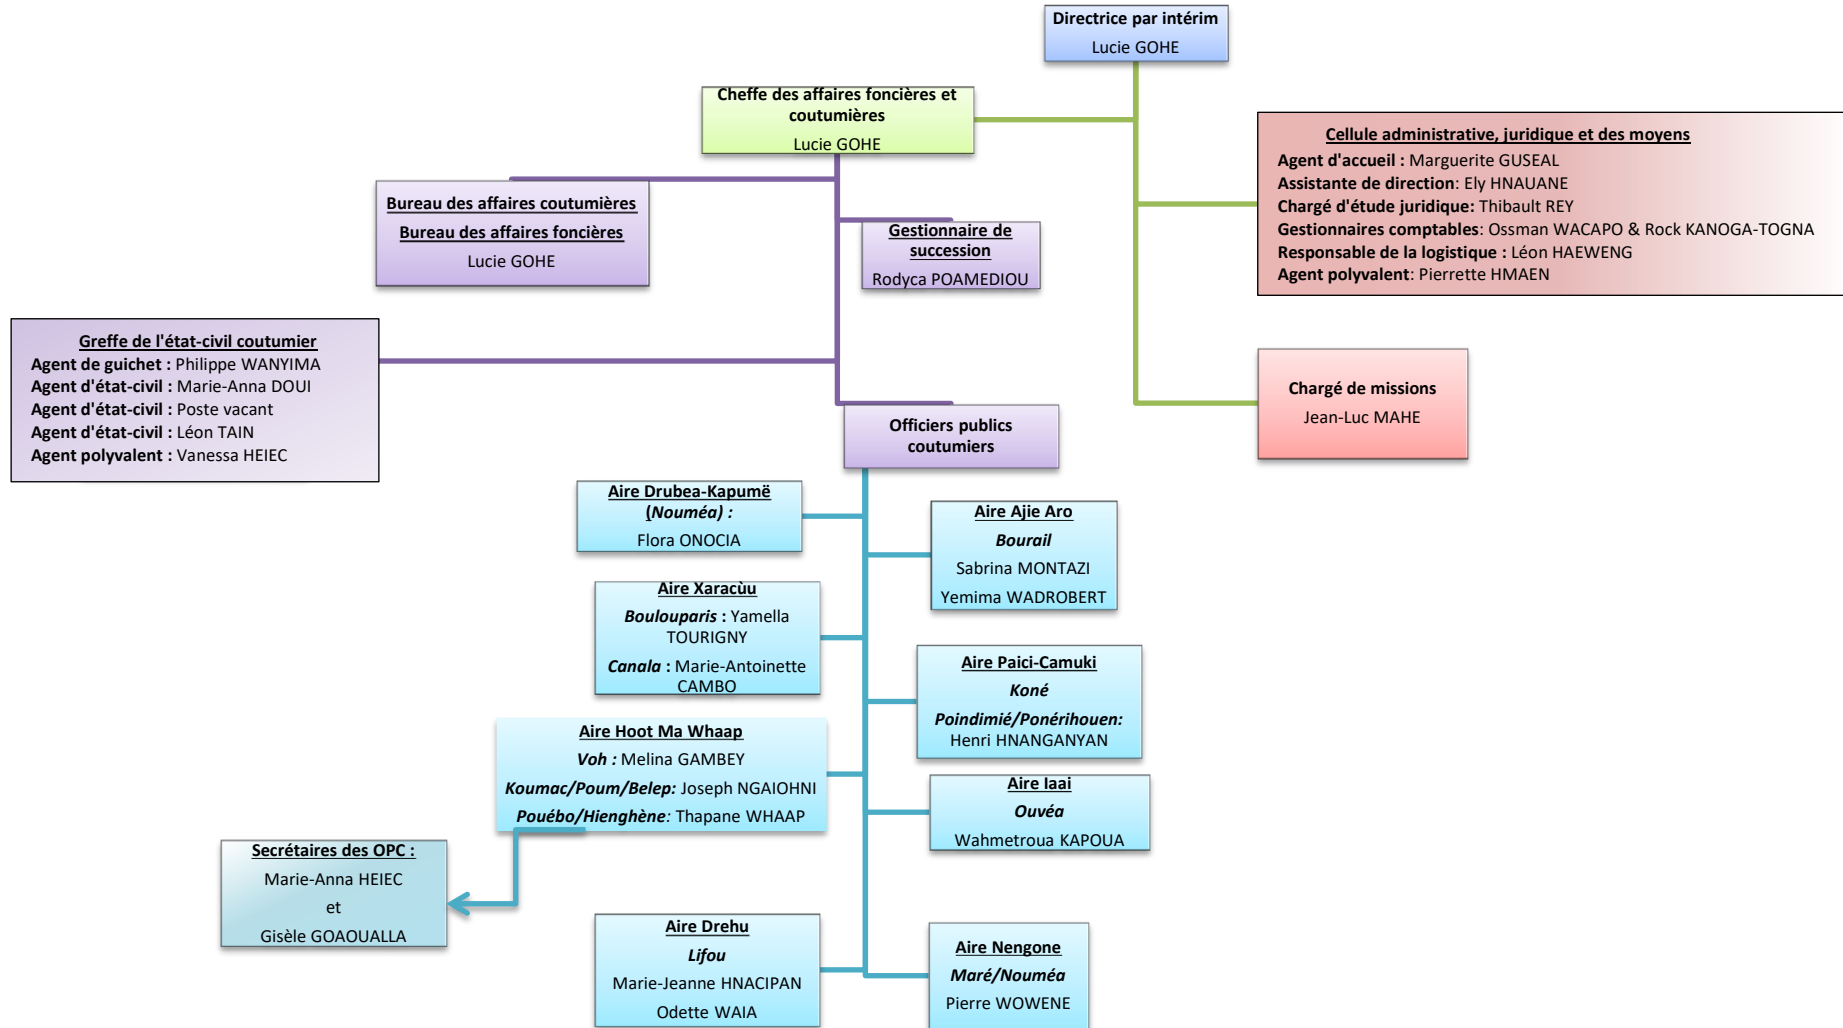 Directrice par intérim
Lucie GOHE
Cheffe des affaires foncières et
coutumières
Lucie GOHE
Cellule administrative, juridique et des moyens
Agent d'accueil : Marguerite GUSEAL
Assistante de direction: Ely HNAUANE
Chargé d'étude juridique: Thibault REY
Gestionnaires comptables: Ossman WACAPO & Rock KANOGA-TOGNA
Responsable de la logistique : Léon HAEWENG
Agent polyvalent: Pierrette HMAEN
Bureau des affaires coutumières
Bureau des affaires foncières
Lucie GOHE
Gestionnaire de
succession
Rodyca POAMEDIOU
Greffe de l'état-civil coutumier
Agent de guichet : Philippe WANYIMA
Agent d'état-civil : Marie-Anna DOUI
Agent d'état-civil : Poste vacant
Agent d'état-civil : Léon TAIN
Agent polyvalent : Vanessa HEIEC
Chargé de missions
Jean-Luc MAHE
Officiers publics
coutumiers
Aire Drubea-Kapumë
(Nouméa) :
Flora ONOCIA
Aire Ajie Aro
Bourail
Sabrina MONTAZI
Yemima WADROBERT
Aire Xaracùu
Boulouparis : Yamella
TOURIGNY
Canala : Marie-Antoinette
CAMBO
Aire Paici-Camuki
Koné
Poindimié/Ponérihouen:
Henri HNANGANYAN
Aire Hoot Ma Whaap
Voh : Melina GAMBEY
Koumac/Poum/Belep: Joseph NGAIOHNI
Pouébo/Hienghène: Thapane WHAAP
Aire Iaai
Ouvéa
Wahmetroua KAPOUA
Secrétaires des OPC :
Marie-Anna HEIEC
et
Gisèle GOAOUALLA
Aire Drehu
Lifou
Marie-Jeanne HNACIPAN
Odette WAIA
Aire Nengone
Maré/Nouméa
Pierre WOWENE